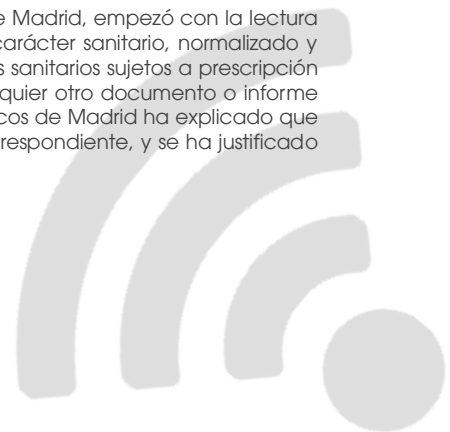 e Madrid, empezó con la lectura
carácter sanitario, normalizado y
s sanitarios sujetos a prescripción
quier otro documento o informe
cos de Madrid ha explicado que
respondiente, y se ha justificado